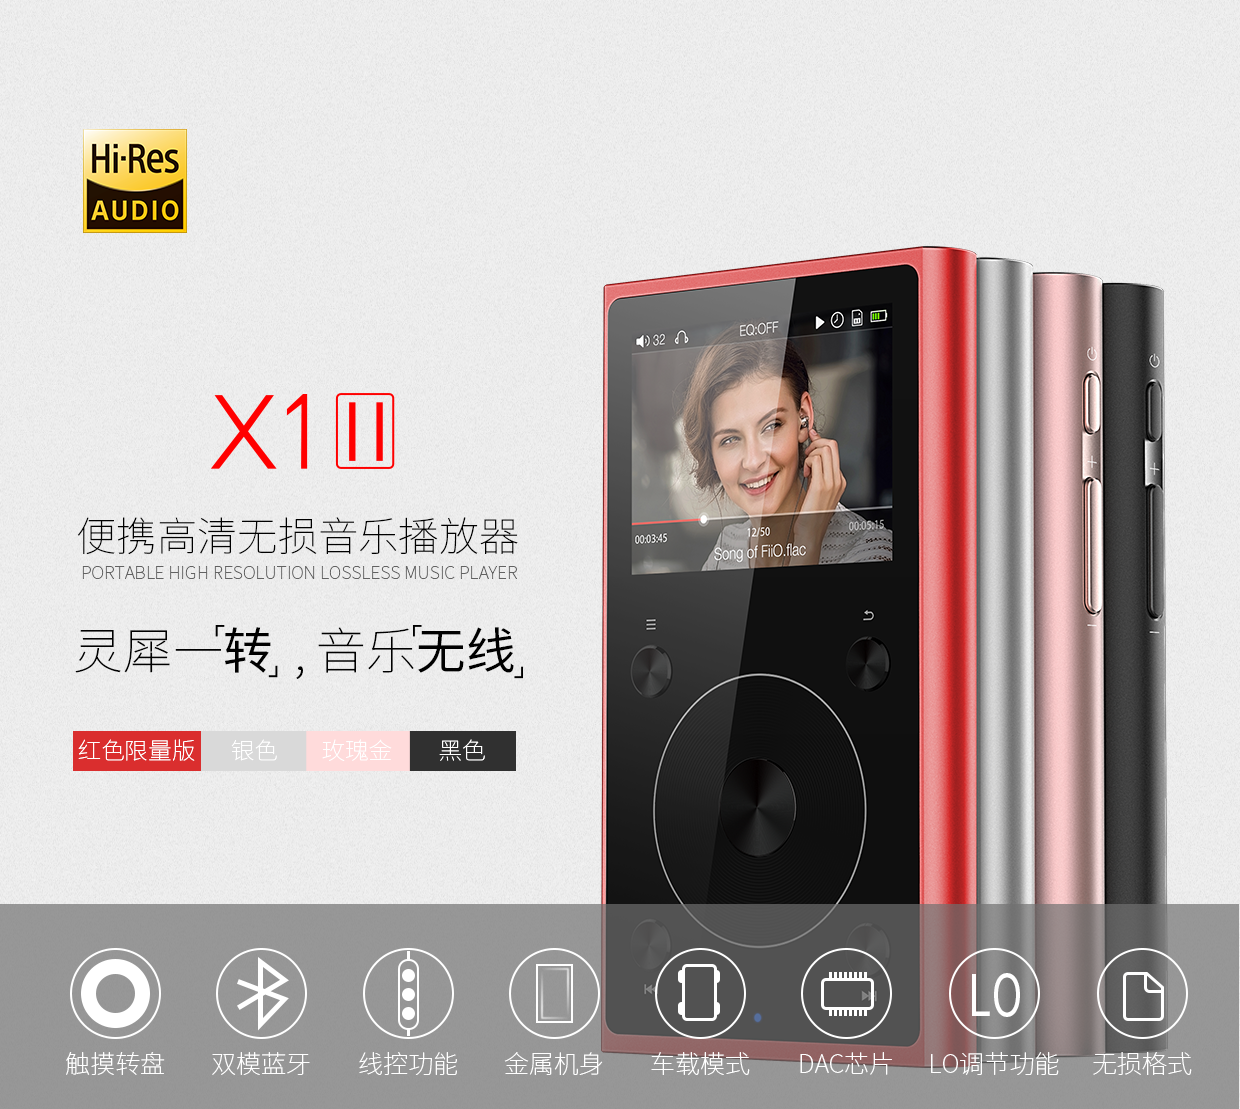 Hi-Res
AUDIO
X1 II
便携高清无损音乐播放器
PORTABLE HIGH RESOLUTION LOSSLESS MUSIC PLAYER
灵犀一「转」, 音乐「无线」
红色限量版 银色 玫瑰金 黑色
32 EQ:OFF
00:03:45 12/50 00:05:15
Song of FiiO.flac
LO
触摸转盘 双模蓝牙 线控功能 金属机身 车载模式 DAC芯片 LO调节功能 无损格式